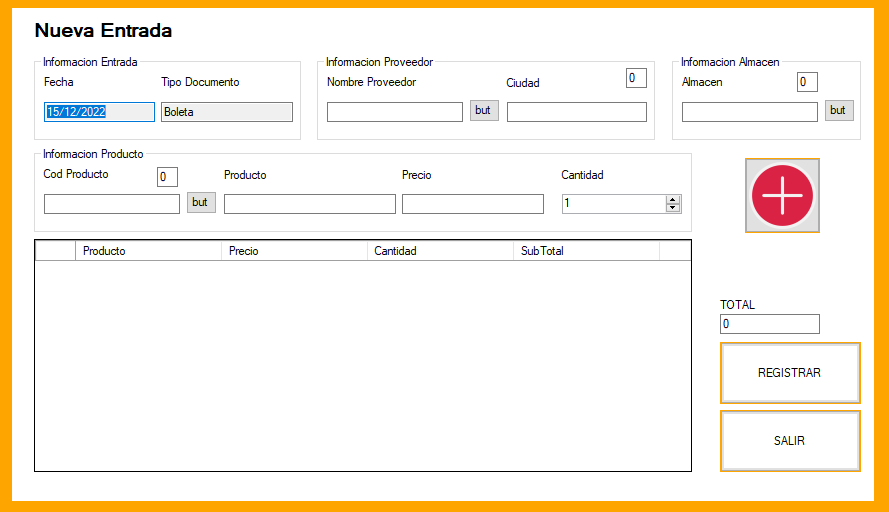 Nueva Entrada
Informacion Entrada
Fecha
Tipo Documento
15/12/2022
Boleta
Informacion Proveedor
Nombre Proveedor
Ciudad
0
but
Informacion Almacen
Almacen
0
but
Informacion Producto
Cod Producto
0
Producto
Precio
Cantidad
but
1
Producto
Precio
Cantidad
SubTotal
TOTAL
0
REGISTRAR
SALIR